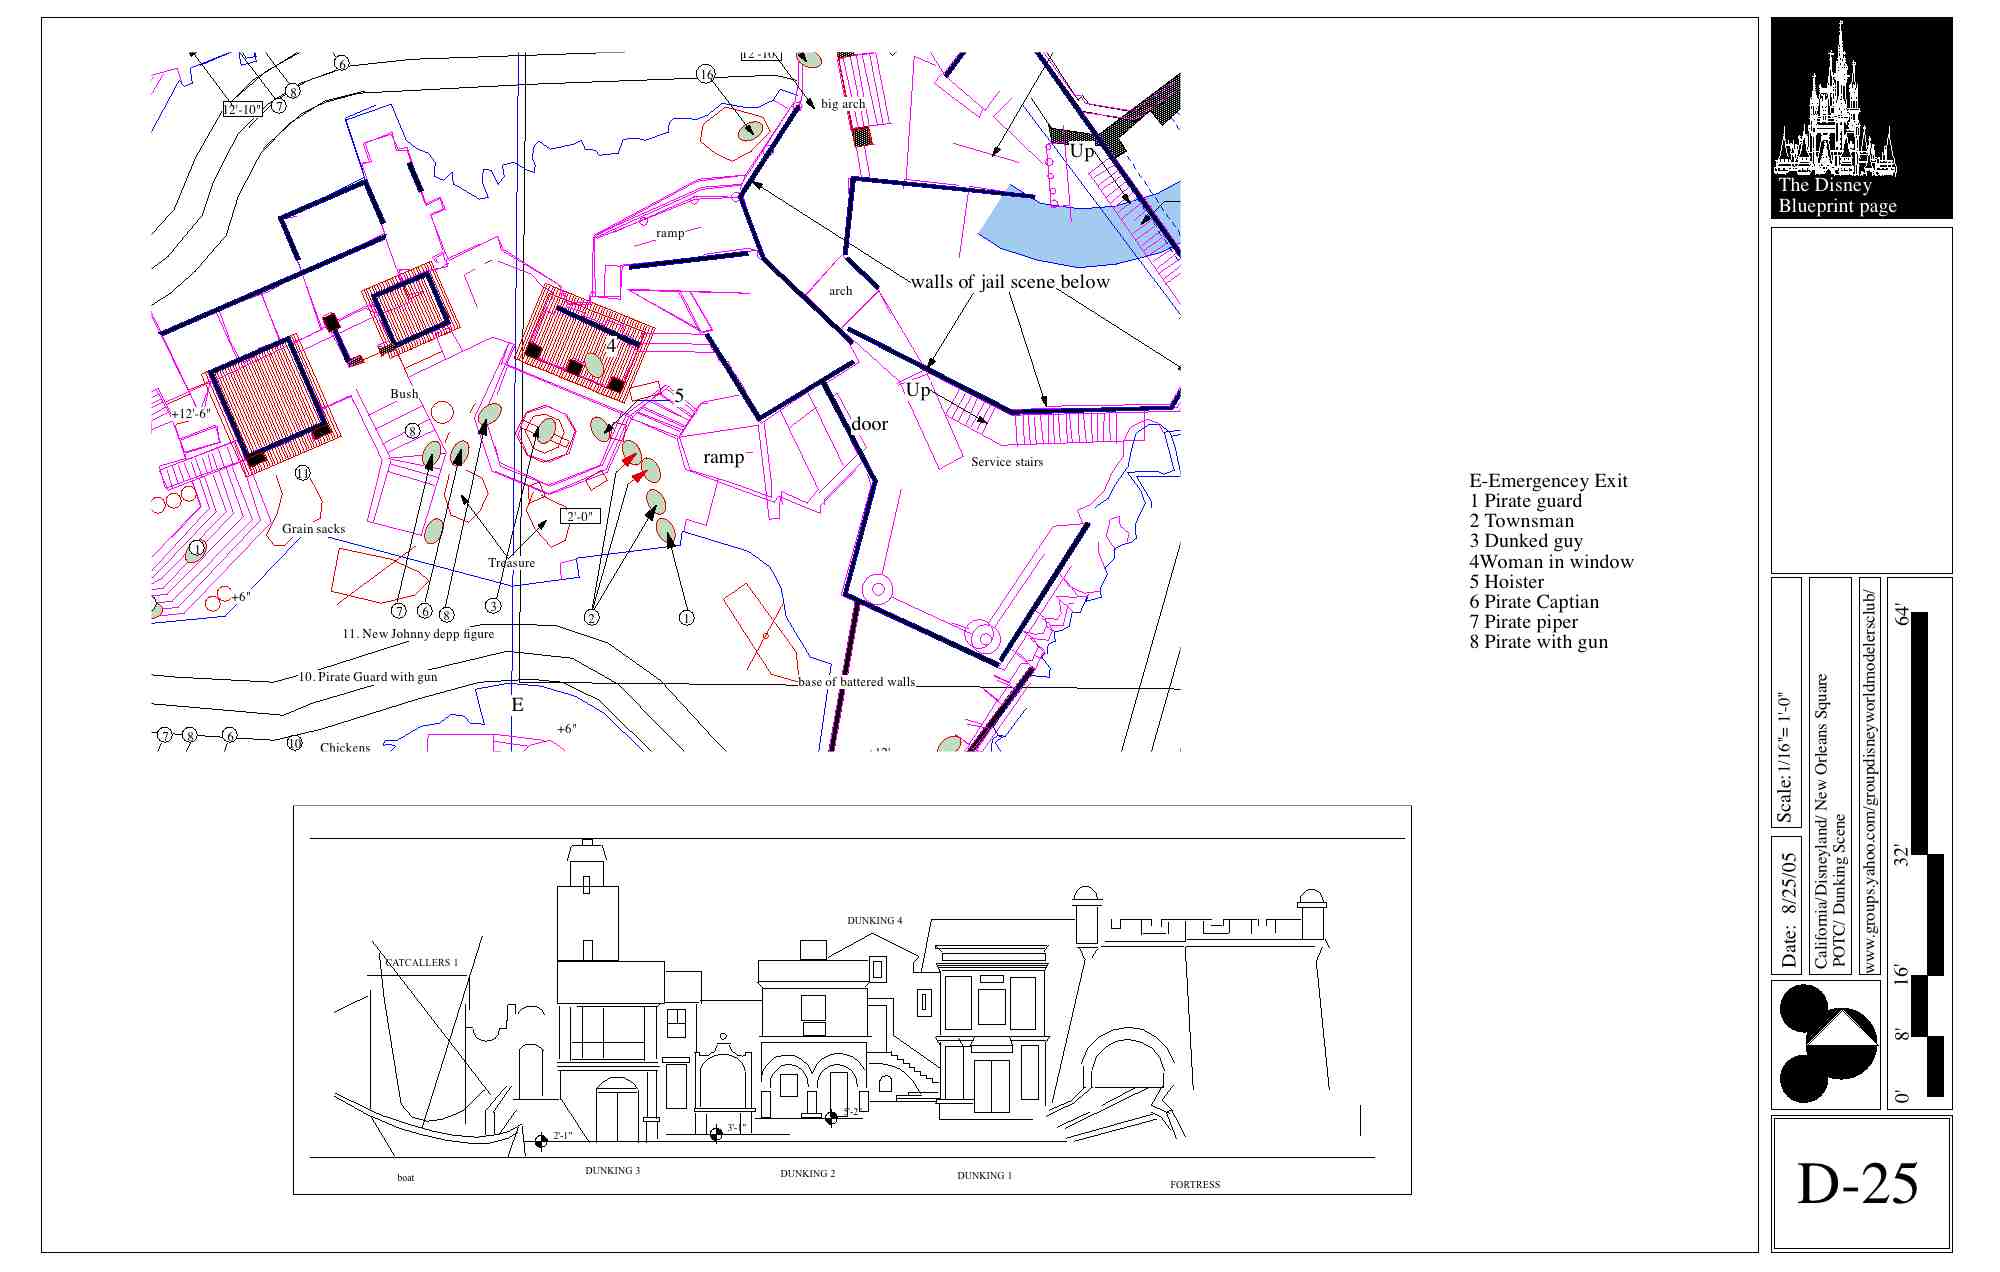 6
12'-10"
8
7
16
12'-10"
big arch
Up
ramp
arch
walls of jail scene below
4
5
Bush
+12'-6"
8
Up
door
ramp
Service stairs
11
2'-0"
Grain sacks
Treasure
1
+6"
7
6
8
3
2
1
11. New Johnny depp figure
10. Pirate Guard with gun
base of battered walls
E
+6"
7
8
6
10
Chickens
+12'
E-Emergencey Exit
1 Pirate guard
2 Townsman
3 Dunked guy
4Woman in window
5 Hoister
6 Pirate Captian
7 Pirate piper
8 Pirate with gun
DUNKING 4
CATCALLERS 1
5'-2"
3'-1"
2'-1"
boat
DUNKING 3
DUNKING 2
DUNKING 1
FORTRESS
The Disney
Blueprint page
Scale: 1/16"= 1'-0"
Date: 8/25/05
California/Disneyland/ New Orleans Square
POTC/ Dunking Scene
www.groups.yahoo.com/groupdisneyworldmodelersclub/
64'
32'
16'
8'
0'
D-25